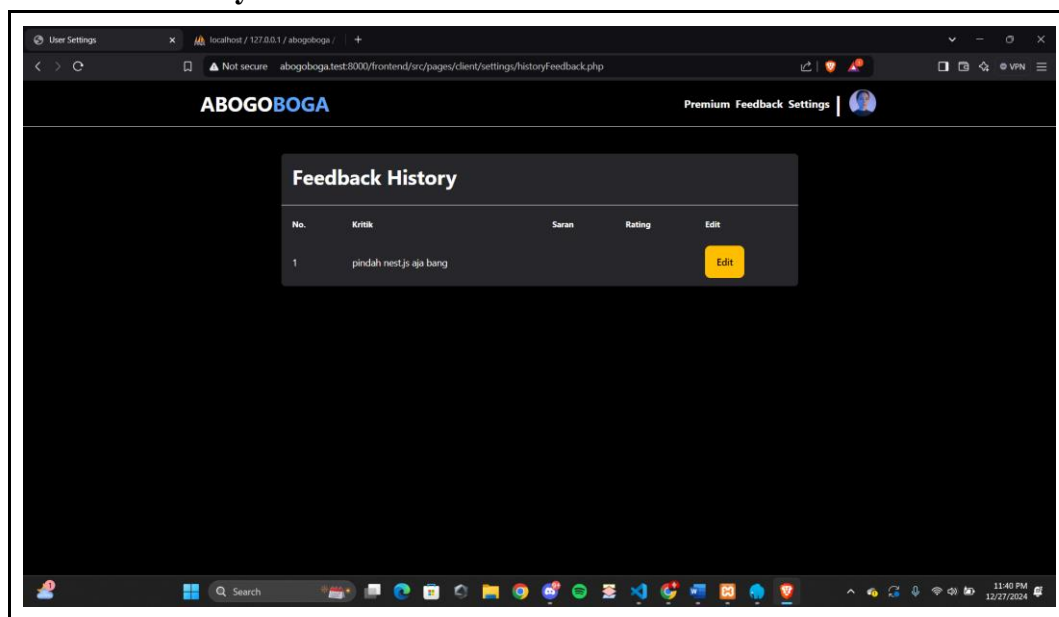 User Settings
localhost / 127.0.0.1 / abogoboga /
Not secure abogoboga.test:8000/frontend/src/pages/client/settings/historyFeedback.php
VPN
ABOGOBOGA
Premium Feedback Settings
Feedback History
No. Kritik Saran Rating Edit
1 pindah nest.js aja bang Edit
Search
11:40 PM
12/27/2024